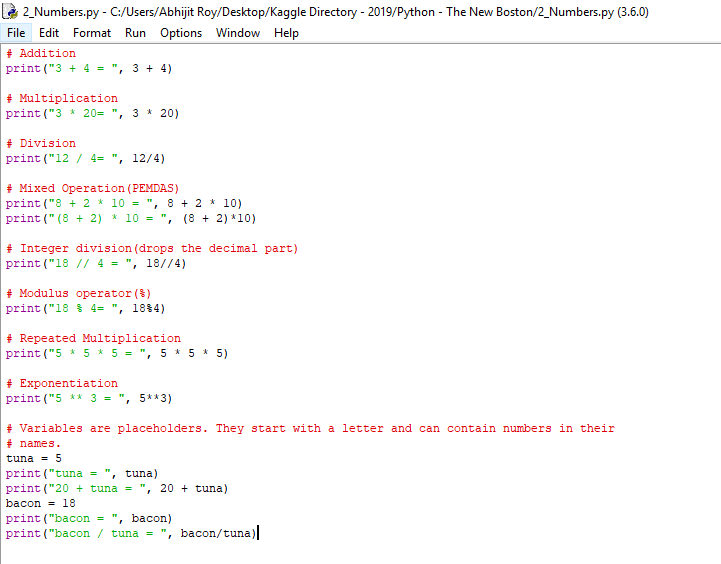 2_Numbers.py - C:/Users/Abhijit Roy/Desktop/Kaggle Directory - 2019/Python - The New Boston/2_Numbers.py (3.6.0)
File Edit Format Run Options Window Help
# Addition
print("3 + 4 = ", 3 + 4)

# Multiplication
print("3 * 20= ", 3 * 20)

# Division
print("12 / 4= ", 12/4)

# Mixed Operation(PEMDAS)
print("8 + 2 * 10 = ", 8 + 2 * 10)
print("(8 + 2) * 10 = ", (8 + 2)*10)

# Integer division(drops the decimal part)
print("18 // 4 = ", 18//4)

# Modulus operator(%)
print("18 % 4= ", 18%4)

# Repeated Multiplication
print("5 * 5 * 5 = ", 5 * 5 * 5)

# Exponentiation
print("5 ** 3 = ", 5**3)

# Variables are placeholders. They start with a letter and can contain numbers in their
# names.
tuna = 5
print("tuna = ", tuna)
print("20 + tuna = ", 20 + tuna)
bacon = 18
print("bacon = ", bacon)
print("bacon / tuna = ", bacon/tuna)